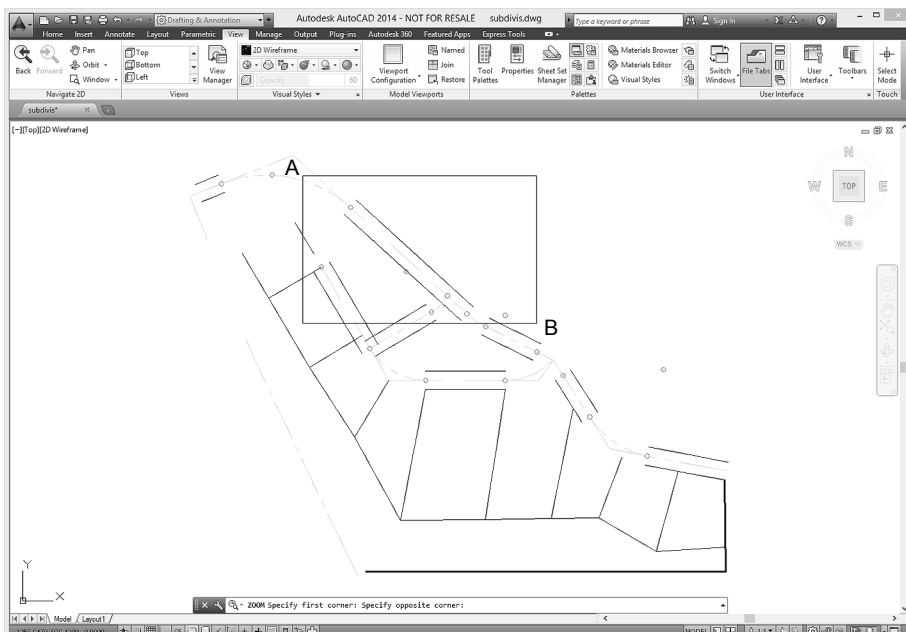 Drafting & Annotation
Autodesk AutoCAD 2014 - NOT FOR RESALE subdivis.dwg
Type a keyword or phrase
Sign In
Home Insert Annotate Layout Parametric View Manage Output Plug-ins Autodesk 360 Featured Apps Express Tools
Back Forward
Pan
Orbit
Window
Navigate 2D
Top
Bottom
Left
View Manager
Views
2D Wireframe
Opacity 60
Visual Styles
Viewport Configuration
Named
Join
Restore
Model Viewports
Tool Palettes
Properties
Sheet Set Manager
Materials Browser
Materials Editor
Visual Styles
Palettes
Switch Windows
File Tabs
User Interface
Toolbars
User Interface
Select Mode
Touch
subdivis*
[−][Top][2D Wireframe]
A
B
N
W TOP E
S
WCS
Y
X
ZOOM Specify first corner: Specify opposite corner:
Model Layout1
MODEL